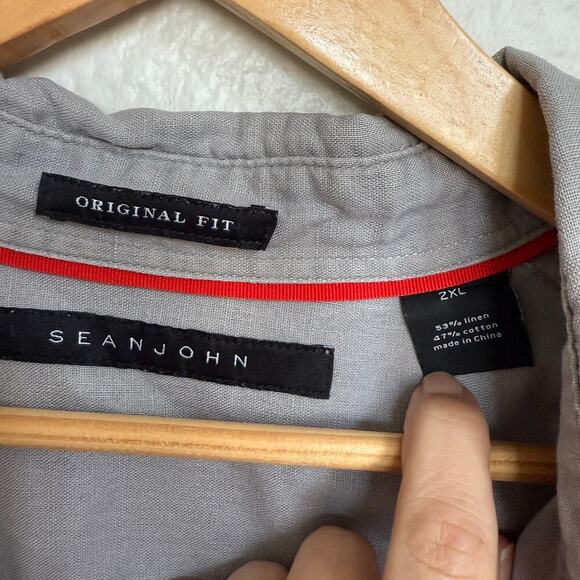 ORIGINAL FIT
SEANJOHN
2XL
53% linen
47% cotton
made in China